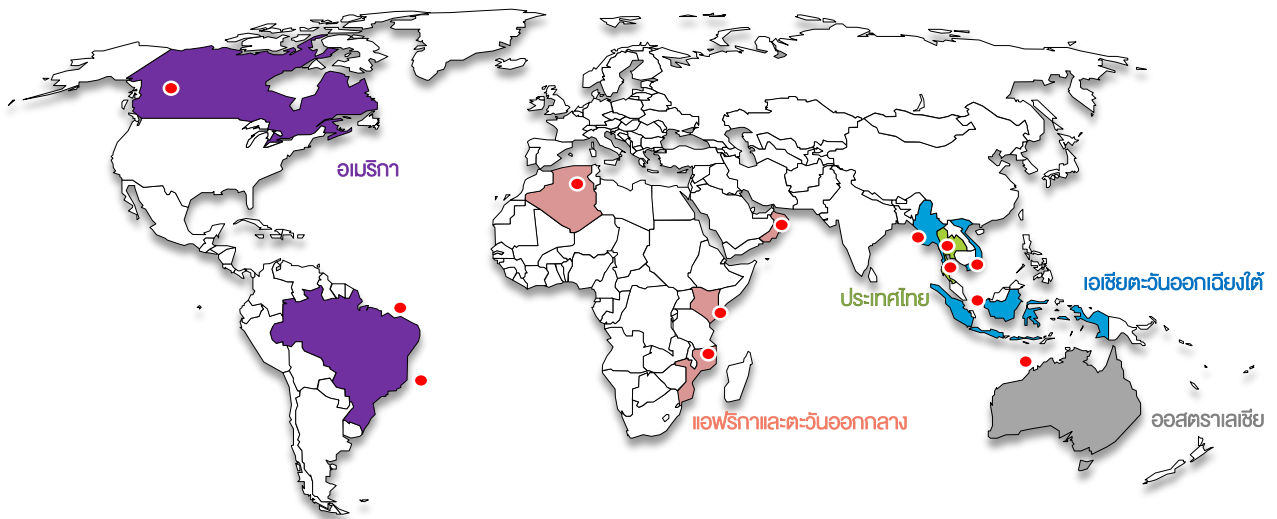 อเมริกา
เอเชียตะวันออกเฉียงใต้
ประเทศไทย
แอฟริกาและตะวันออกกลาง
ออสตราเลเซีย